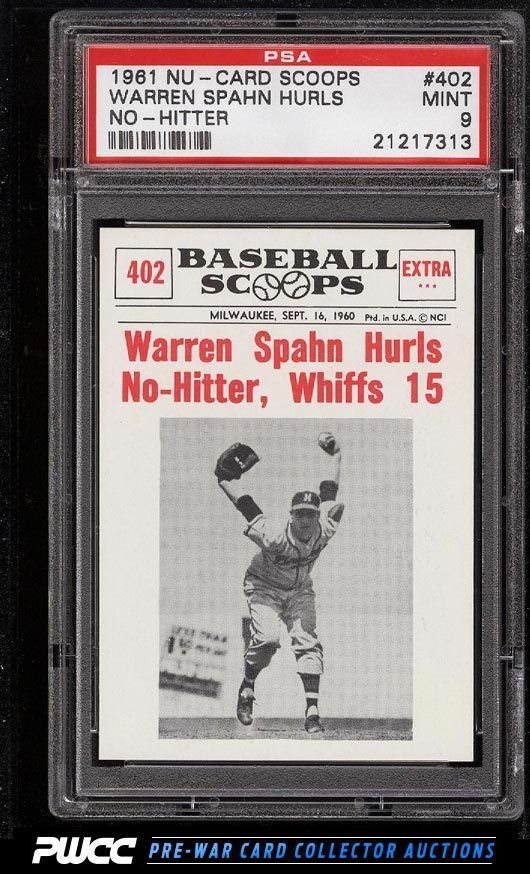 PSA
1961 NU-CARD SCOOPS #402
WARREN SPAHN HURLS MINT
NO-HITTER 9
21217313
402 BASEBALL SCOOPS EXTRA
MILWAUKEE, SEPT. 16, 1960 Ptd. in U.S.A. © NCI
Warren Spahn Hurls
No-Hitter, Whiffs 15
PWCC PRE-WAR CARD COLLECTOR AUCTIONS